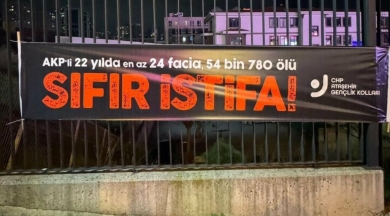 AKP'li 22 yılda en az 24 facia, 54 bin 780 ölü
SIFIR İSTİFA!
CHP
ATAŞEHİR
GENÇLİK KOLLARI